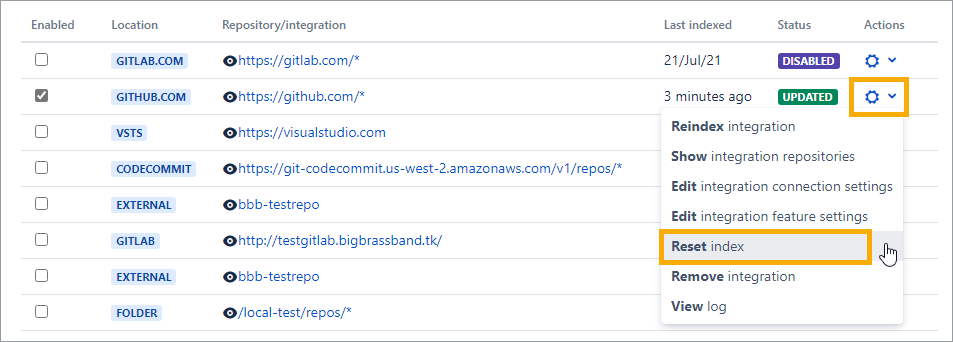 Enabled Location Repository/integration Last indexed Status Actions
GITLAB.COM https://gitlab.com/* 21/Jul/21 DISABLED
GITHUB.COM https://github.com/* 3 minutes ago UPDATED
Reindex integration
VSTS https://visualstudio.com
Show integration repositories
CODECOMMIT https://git-codecommit.us-west-2.amazonaws.com/v1/repos/*
Edit integration connection settings
EXTERNAL bbb-testrepo
Edit integration feature settings
GITLAB http://testgitlab.bigbrassband.tk/
Reset index
EXTERNAL bbb-testrepo
Remove integration
View log
FOLDER /local-test/repos/*